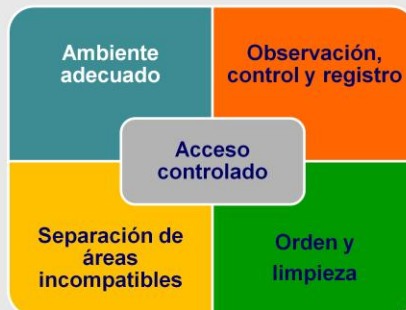 Ambiente
adecuado
Observación,
control y registro
Acceso
controlado
Separación de
áreas
incompatibles
Orden y
limpieza